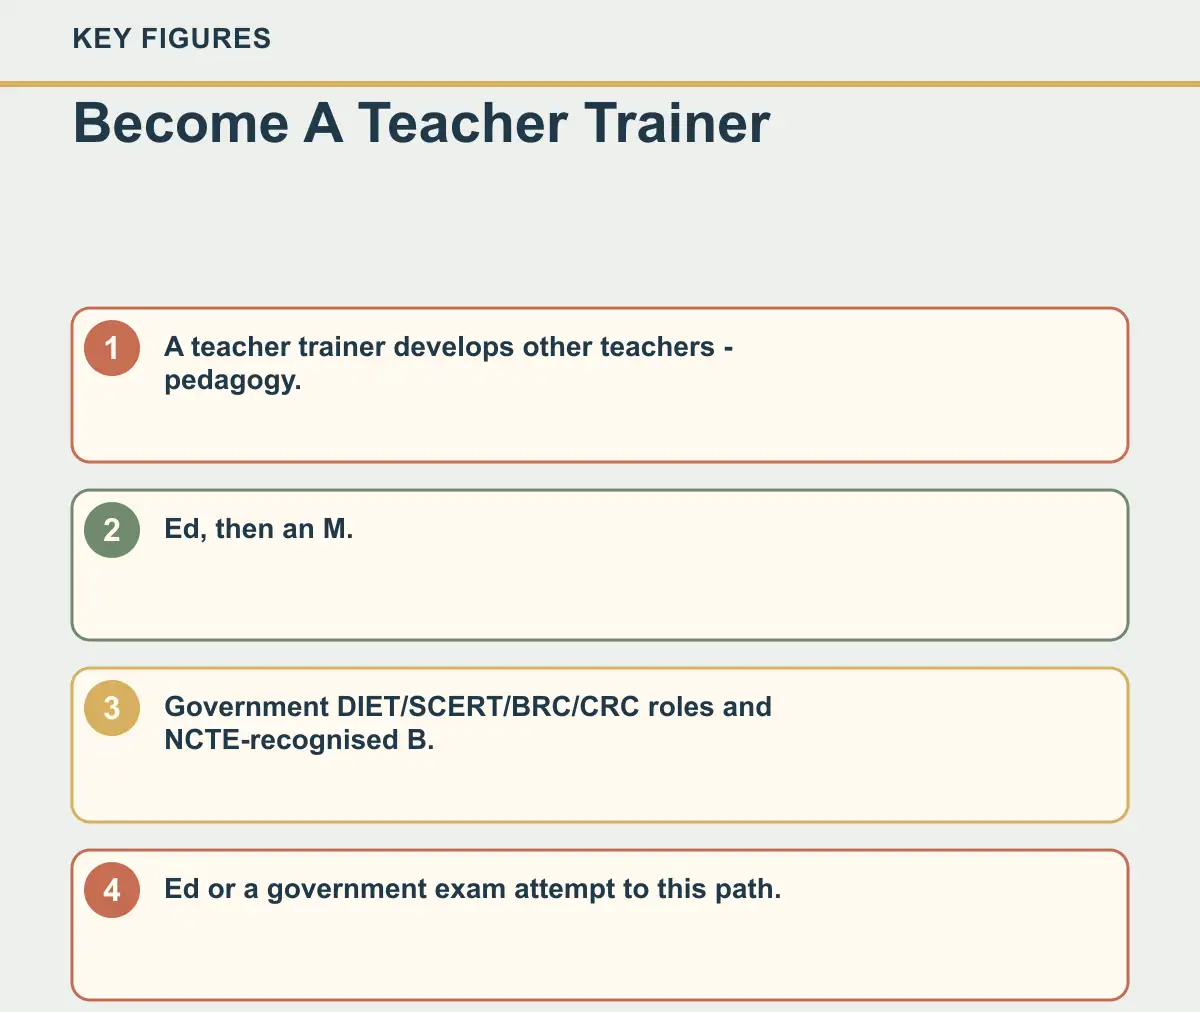 KEY FIGURES
Become A Teacher Trainer
1
A teacher trainer develops other teachers -
pedagogy.
2
Ed, then an M.
3
Government DIET/SCERT/BRC/CRC roles and
NCTE-recognised B.
4
Ed or a government exam attempt to this path.